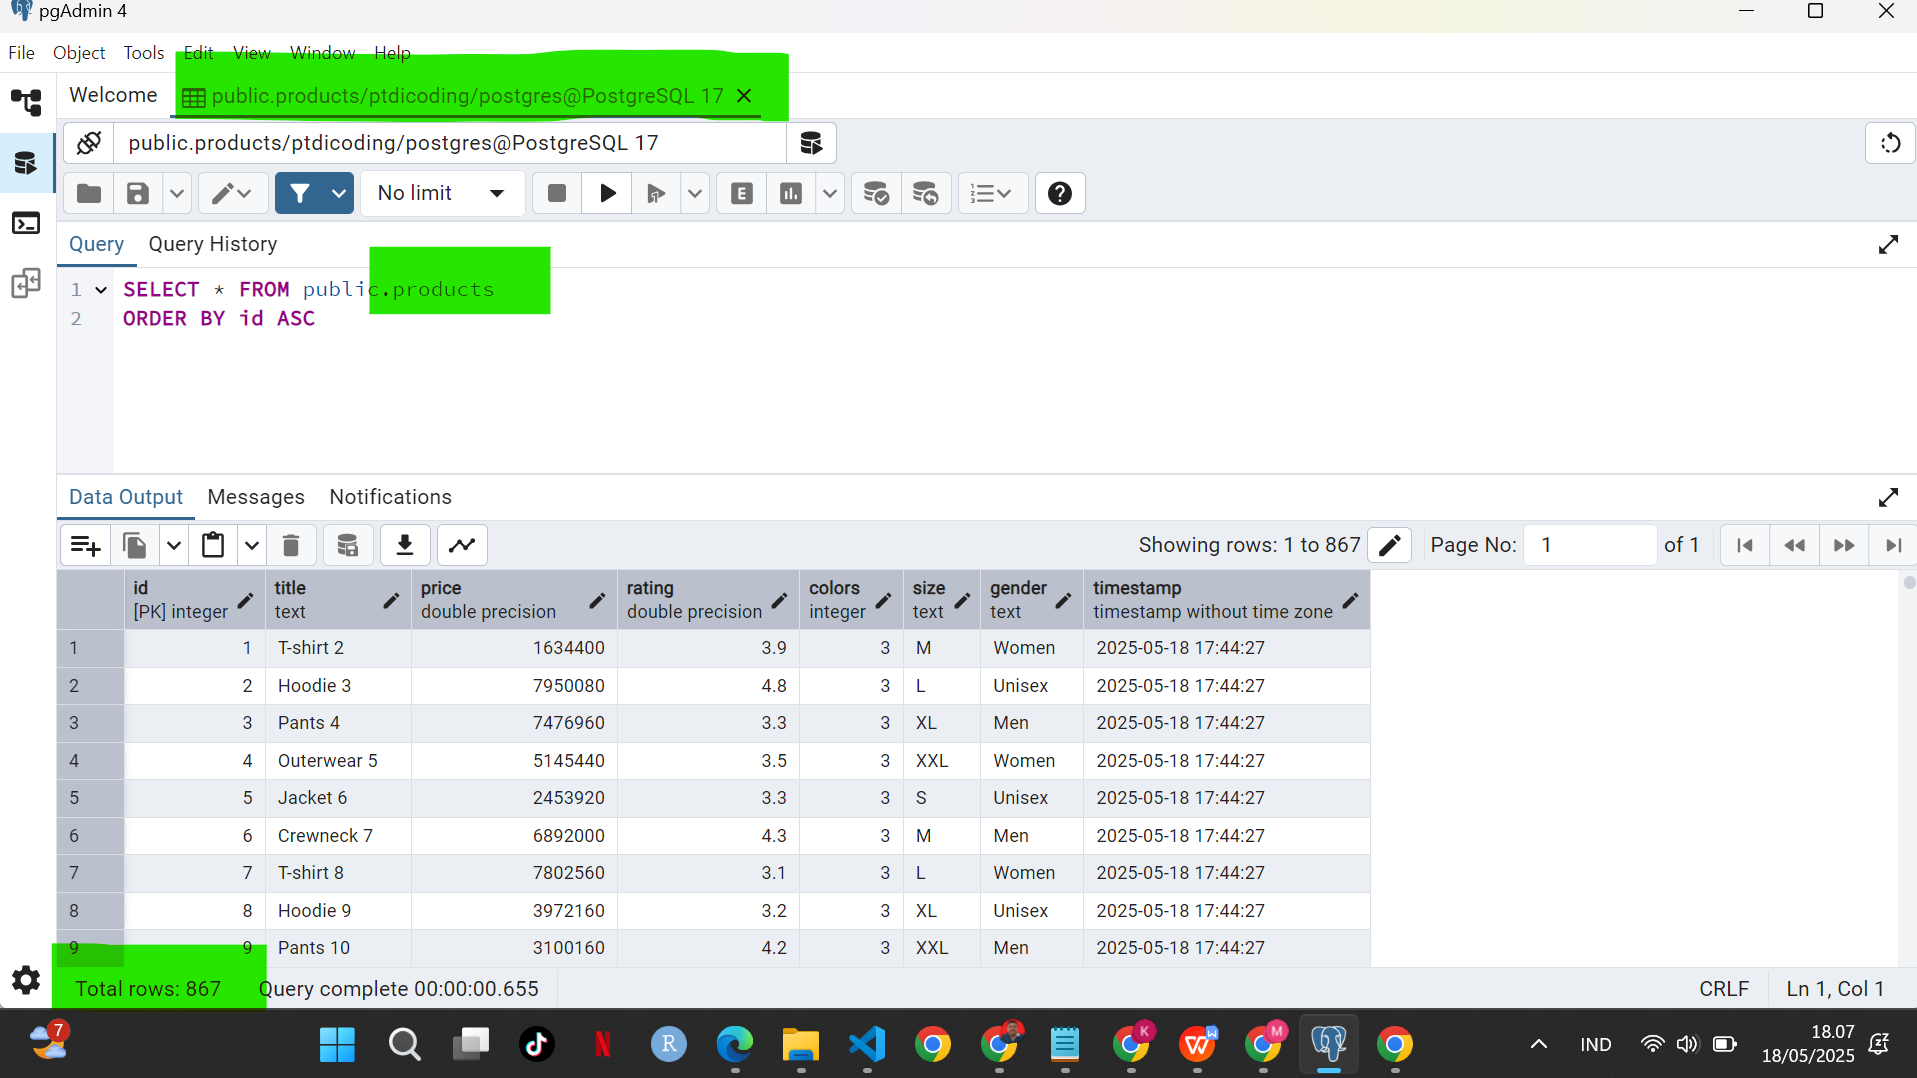 pgAdmin 4
File Object Tools Edit View Window Help
Welcome public.products/ptdicoding/postgres@PostgreSQL 17
public.products/ptdicoding/postgres@PostgreSQL 17
No limit
E
Query Query History
1 SELECT * FROM public.products
2 ORDER BY id ASC
Data Output Messages Notifications
Showing rows: 1 to 867 Page No: 1 of 1
id title price rating colors size gender timestamp
[PK] integer text double precision double precision integer text text timestamp without time zone
1 1 T-shirt 2 1634400 3.9 3 M Women 2025-05-18 17:44:27
2 2 Hoodie 3 7950080 4.8 3 L Unisex 2025-05-18 17:44:27
3 3 Pants 4 7476960 3.3 3 XL Men 2025-05-18 17:44:27
4 4 Outerwear 5 5145440 3.5 3 XXL Women 2025-05-18 17:44:27
5 5 Jacket 6 2453920 3.3 3 S Unisex 2025-05-18 17:44:27
6 6 Crewneck 7 6892000 4.3 3 M Men 2025-05-18 17:44:27
7 7 T-shirt 8 7802560 3.1 3 L Women 2025-05-18 17:44:27
8 8 Hoodie 9 3972160 3.2 3 XL Unisex 2025-05-18 17:44:27
9 9 Pants 10 3100160 4.2 3 XXL Men 2025-05-18 17:44:27
Total rows: 867 Query complete 00:00:00.655 CRLF Ln 1, Col 1
7 N R K W M IND 18.07
18/05/2025